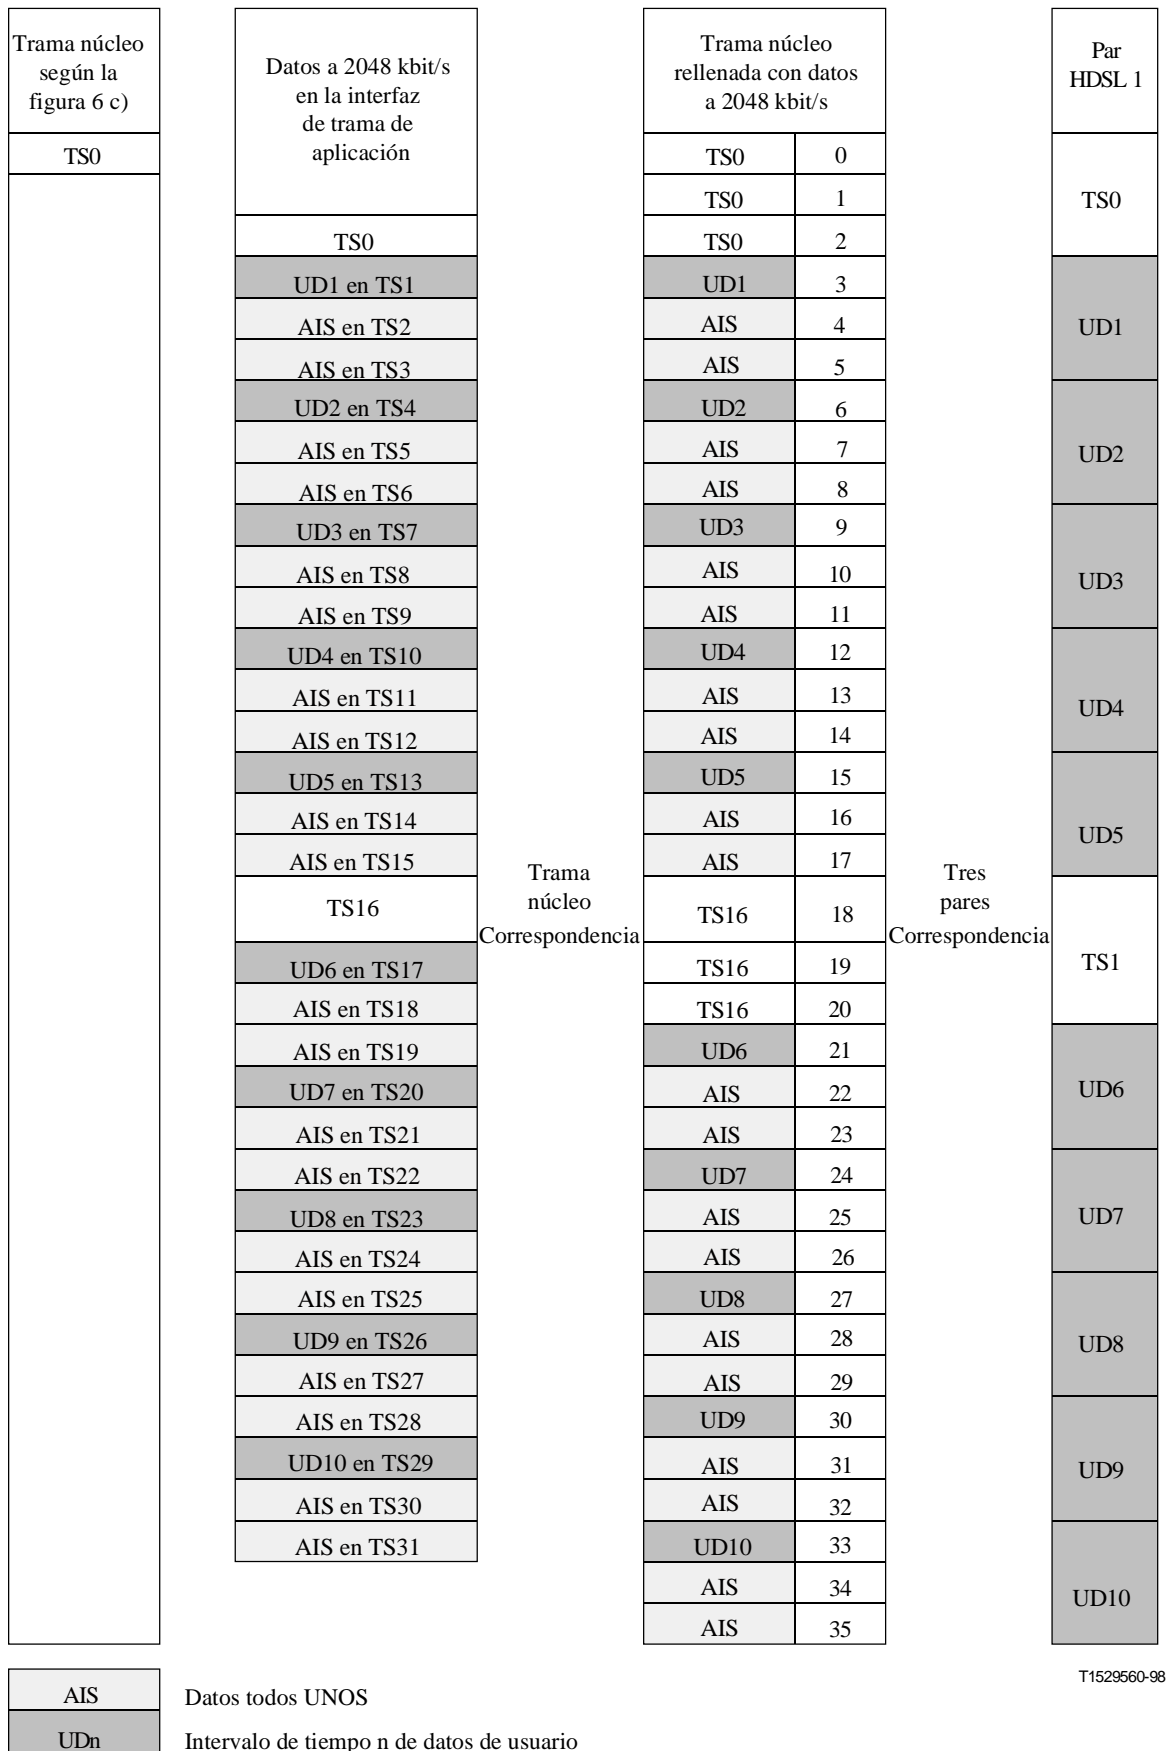 Trama núcleo
según la
figura 6 c)
TS0
Datos a 2048 kbit/s
en la interfaz
de trama de
aplicación
TS0
UD1 en TS1
AIS en TS2
AIS en TS3
UD2 en TS4
AIS en TS5
AIS en TS6
UD3 en TS7
AIS en TS8
AIS en TS9
UD4 en TS10
AIS en TS11
AIS en TS12
UD5 en TS13
AIS en TS14
AIS en TS15
TS16
UD6 en TS17
AIS en TS18
AIS en TS19
UD7 en TS20
AIS en TS21
AIS en TS22
UD8 en TS23
AIS en TS24
AIS en TS25
UD9 en TS26
AIS en TS27
AIS en TS28
UD10 en TS29
AIS en TS30
AIS en TS31
Trama
núcleo
Correspondencia
Trama núcleo
rellenada con datos
a 2048 kbit/s
TS0 0
TS0 1
TS0 2
UD1 3
AIS 4
AIS 5
UD2 6
AIS 7
AIS 8
UD3 9
AIS 10
AIS 11
UD4 12
AIS 13
AIS 14
UD5 15
AIS 16
AIS 17
TS16 18
TS16 19
TS16 20
UD6 21
AIS 22
AIS 23
UD7 24
AIS 25
AIS 26
UD8 27
AIS 28
AIS 29
UD9 30
AIS 31
AIS 32
UD10 33
AIS 34
AIS 35
Tres
pares
Correspondencia
Par
HDSL 1
TS0
UD1
UD2
UD3
UD4
UD5
TS1
UD6
UD7
UD8
UD9
UD10
T1529560-98
AIS Datos todos UNOS
UDn Intervalo de tiempo n de datos de usuario